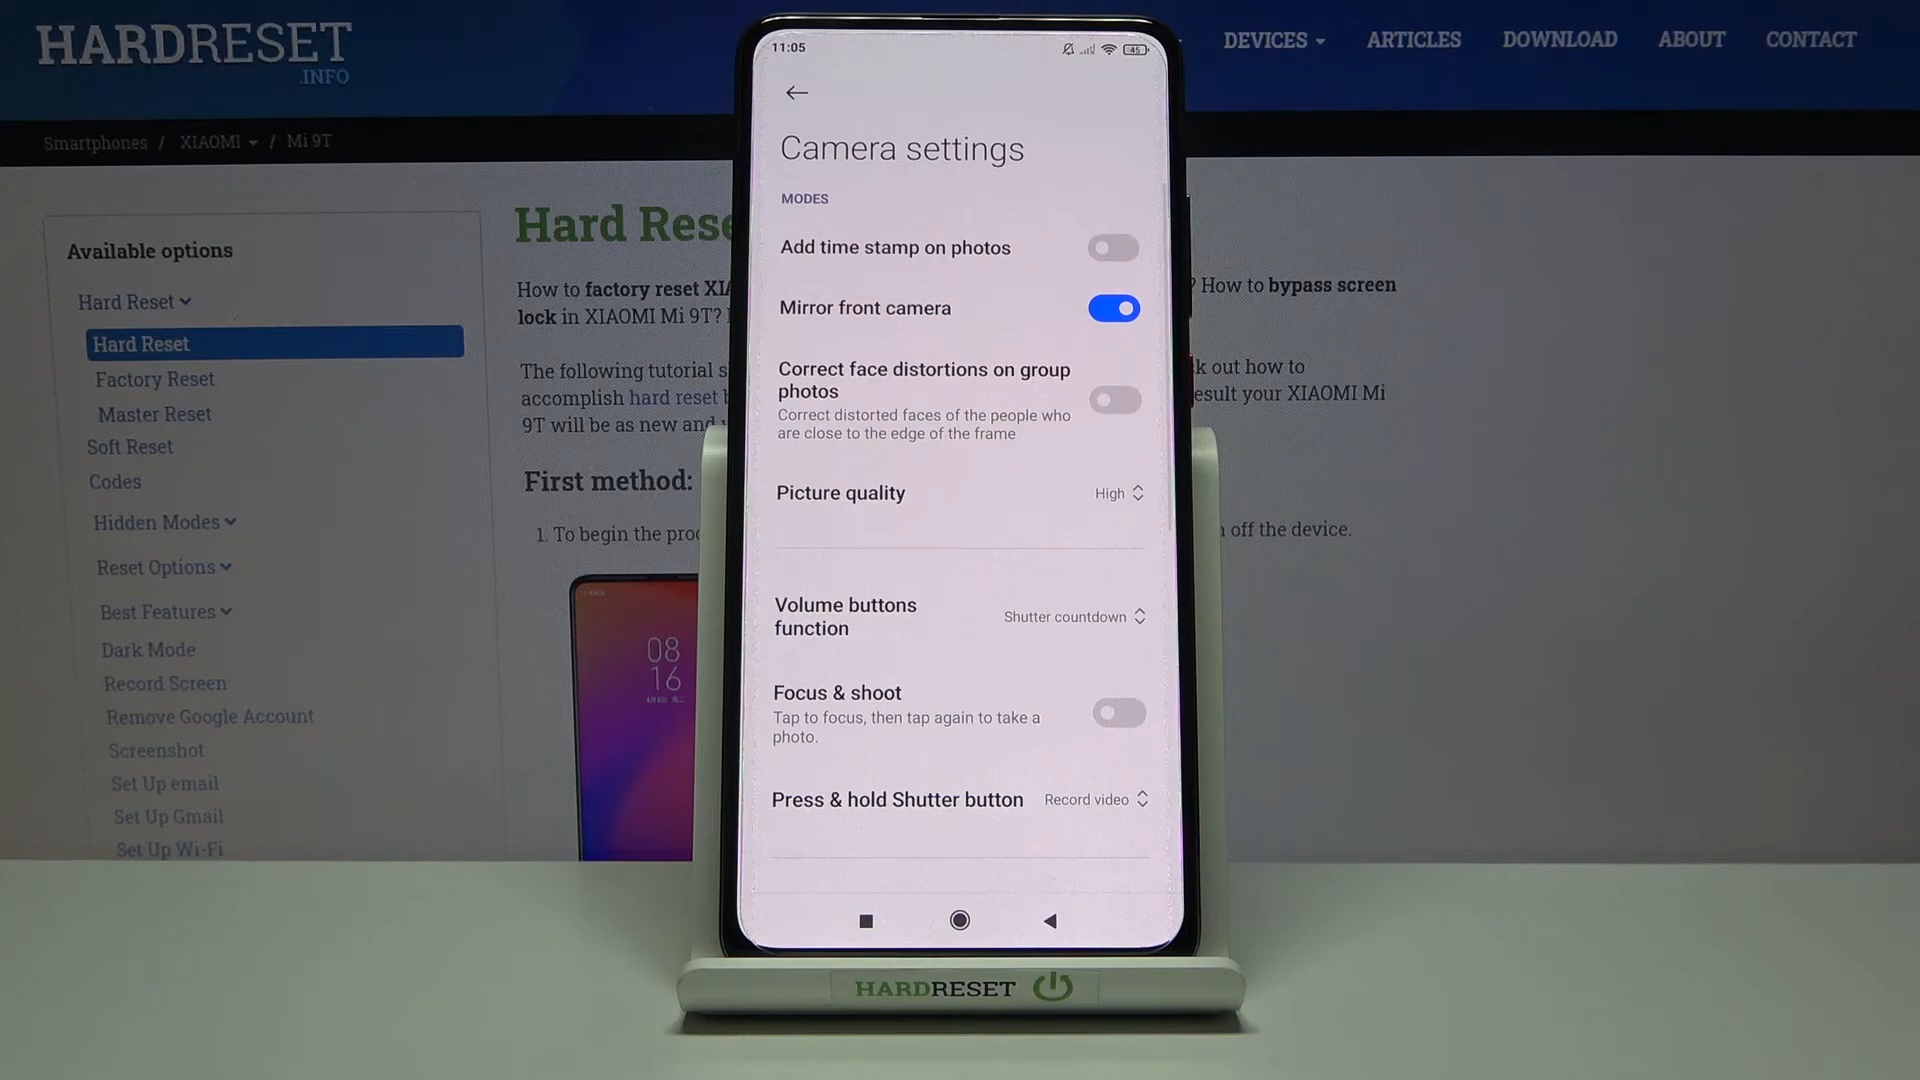 HARDRESET
.INFO
DEVICES
ARTICLES
DOWNLOAD
ABOUT
CONTACT
Smartphones / XIAOMI / Mi 9T
Available options
Hard Reset
Hard Reset
Factory Reset
Master Reset
Soft Reset
Codes
Hidden Modes
Reset Options
Best Features
Dark Mode
Record Screen
Remove Google Account
Screenshot
Set Up email
Set Up Gmail
Set Up Wi-Fi
Hard Rese
How to factory reset XIA ? How to bypass screen
lock in XIAOMI Mi 9T?
The following tutorial s k out how to
accomplish hard reset esult your XIAOMI Mi
9T will be as new and
First method:
1. To begin the pro off the device.
08
16
11:05
45
Camera settings
MODES
Add time stamp on photos
Mirror front camera
Correct face distortions on group
photos
Correct distorted faces of the people who
are close to the edge of the frame
Picture quality High
Volume buttons
function
Shutter countdown
Focus & shoot
Tap to focus, then tap again to take a
photo.
Press & hold Shutter button Record video
HARDRESET